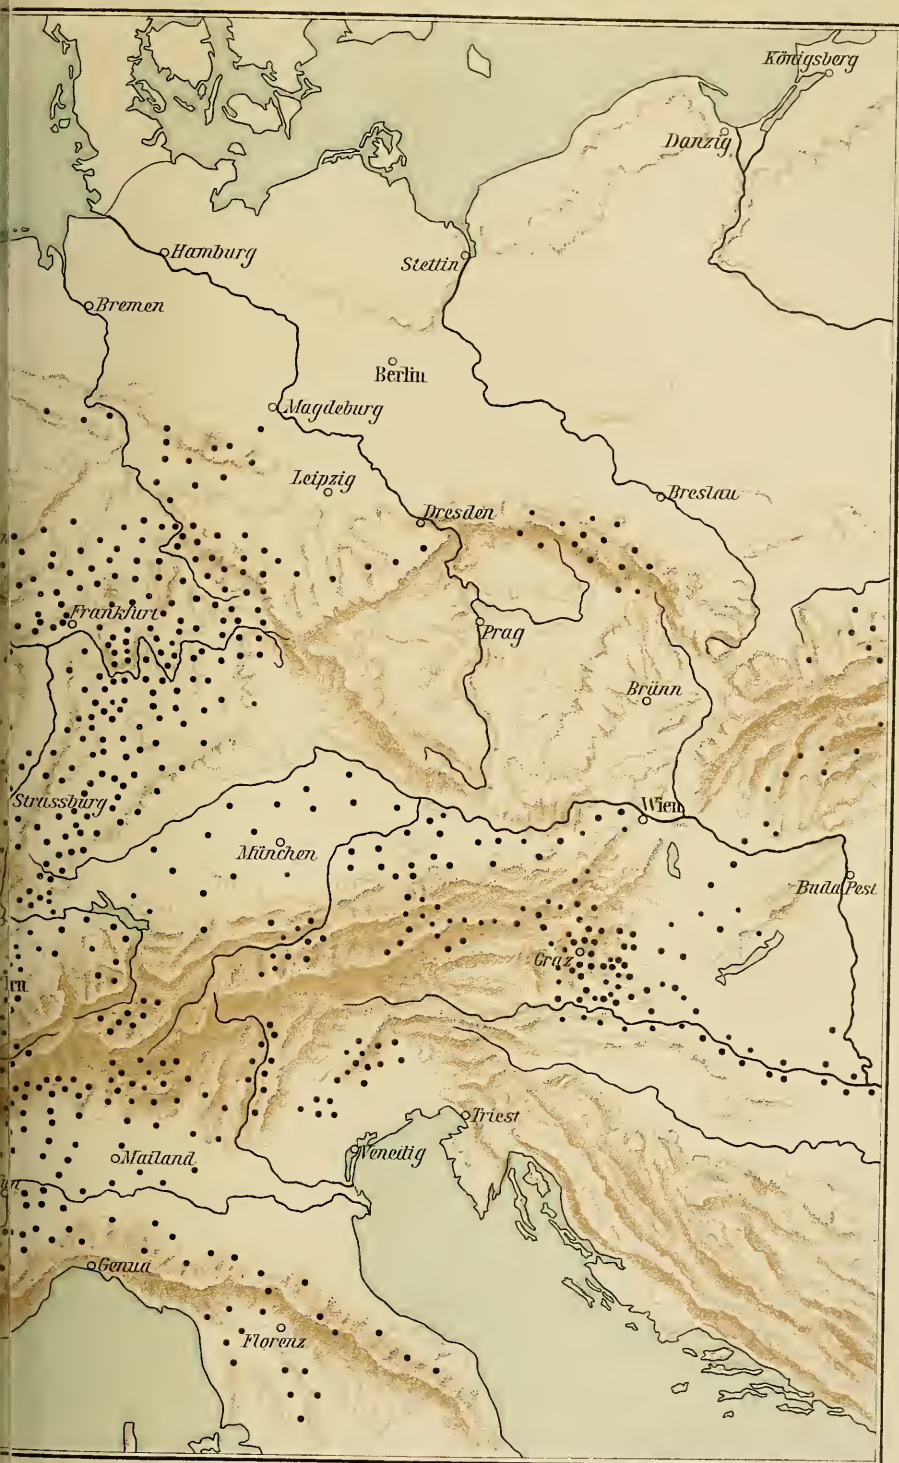 Königsberg
Danzig
Hamburg
Stettin
Bremen
Berlin
Magdeburg
Leipzig
Breslau
Dresden
Frankfurt
Prag
Brünn
Strassburg
Wien
München
Buda Pest
Graz
rn
Triest
Venedig
Mailand
Genua
Florenz